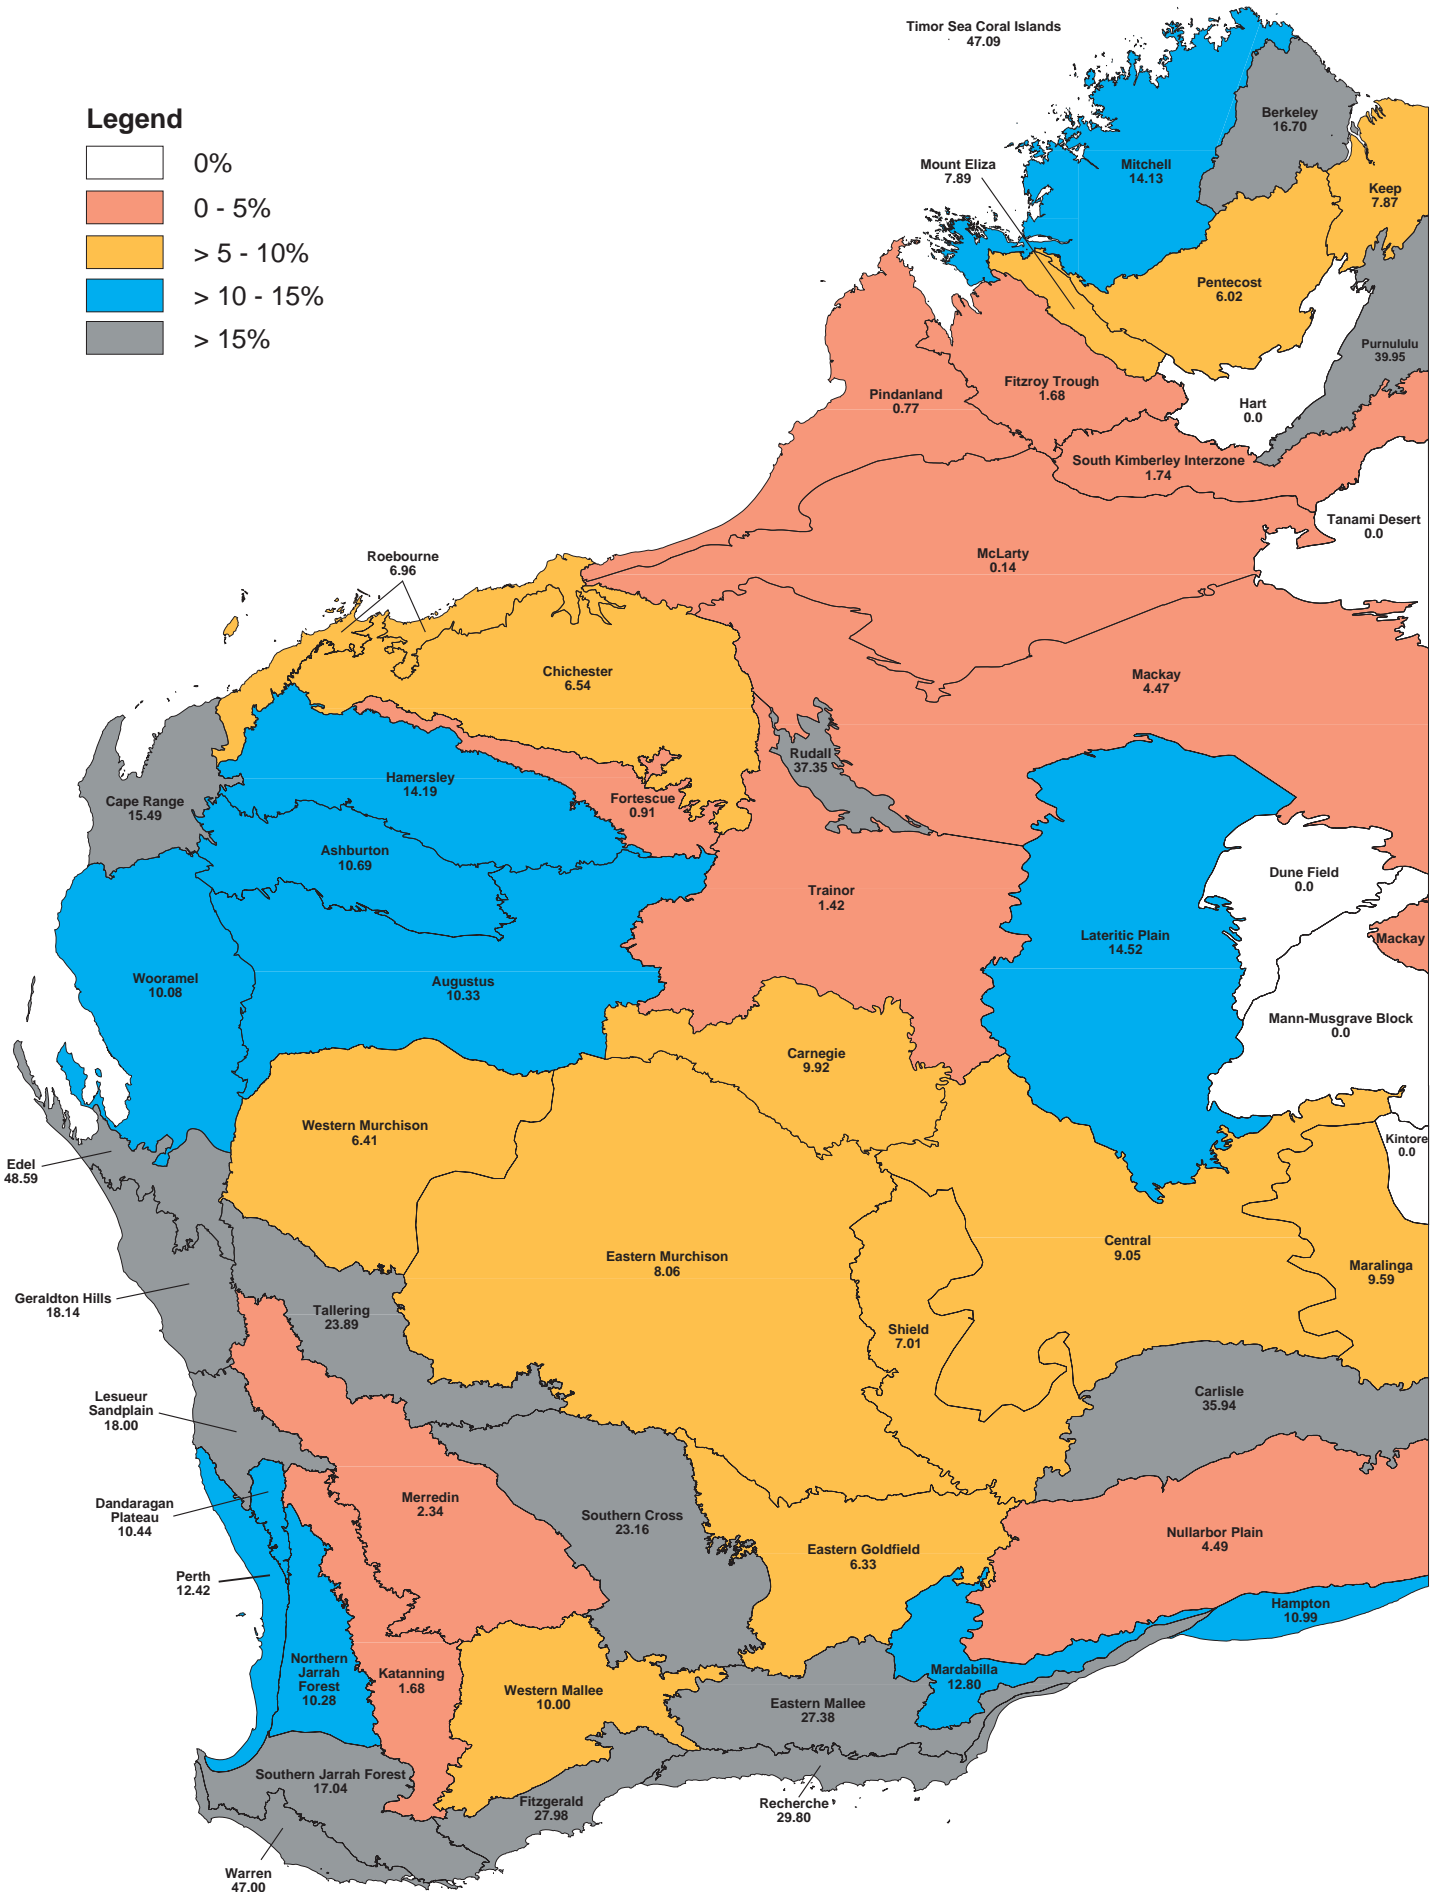 Timor Sea Coral Islands
47.09
Legend
0%
0 - 5%
> 5 - 10%
> 10 - 15%
> 15%
Berkeley
16.70
Mount Eliza
7.89
Mitchell
14.13
Keep
7.87
Pentecost
6.02
Purnululu
39.95
Fitzroy Trough
1.68
Pindanland
0.77
Hart
0.0
South Kimberley Interzone
1.74
Tanami Desert
0.0
Roebourne
6.96
McLarty
0.14
Chichester
6.54
Mackay
4.47
Rudall
37.35
Hamersley
14.19
Cape Range
15.49
Fortescue
0.91
Ashburton
10.69
Dune Field
0.0
Trainor
1.42
Lateritic Plain
14.52
Mackay
Wooramel
10.08
Augustus
10.33
Mann-Musgrave Block
0.0
Carnegie
9.92
Western Murchison
6.41
Kintore
0.0
Edel
48.59
Central
9.05
Eastern Murchison
8.06
Maralinga
9.59
Geraldton Hills
18.14
Tallering
23.89
Shield
7.01
Carlisle
35.94
Lesueur
Sandplain
18.00
Merredin
2.34
Dandaragan
Plateau
10.44
Southern Cross
23.16
Nullarbor Plain
4.49
Eastern Goldfield
6.33
Perth
12.42
Hampton
10.99
Northern
Jarrah
Forest
10.28
Katanning
1.68
Mardabilla
12.80
Western Mallee
10.00
Eastern Mallee
27.38
Southern Jarrah Forest
17.04
Fitzgerald
27.98
Recherche
29.80
Warren
47.00